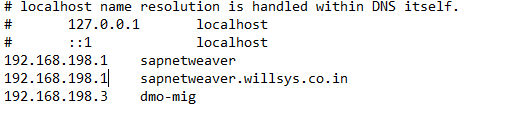 # localhost name resolution is handled within DNS itself.
#       127.0.0.1       localhost
#       ::1             localhost
192.168.198.1    sapnetweaver
192.168.198.1    sapnetweaver.willsys.co.in
192.168.198.3    dmo-mig